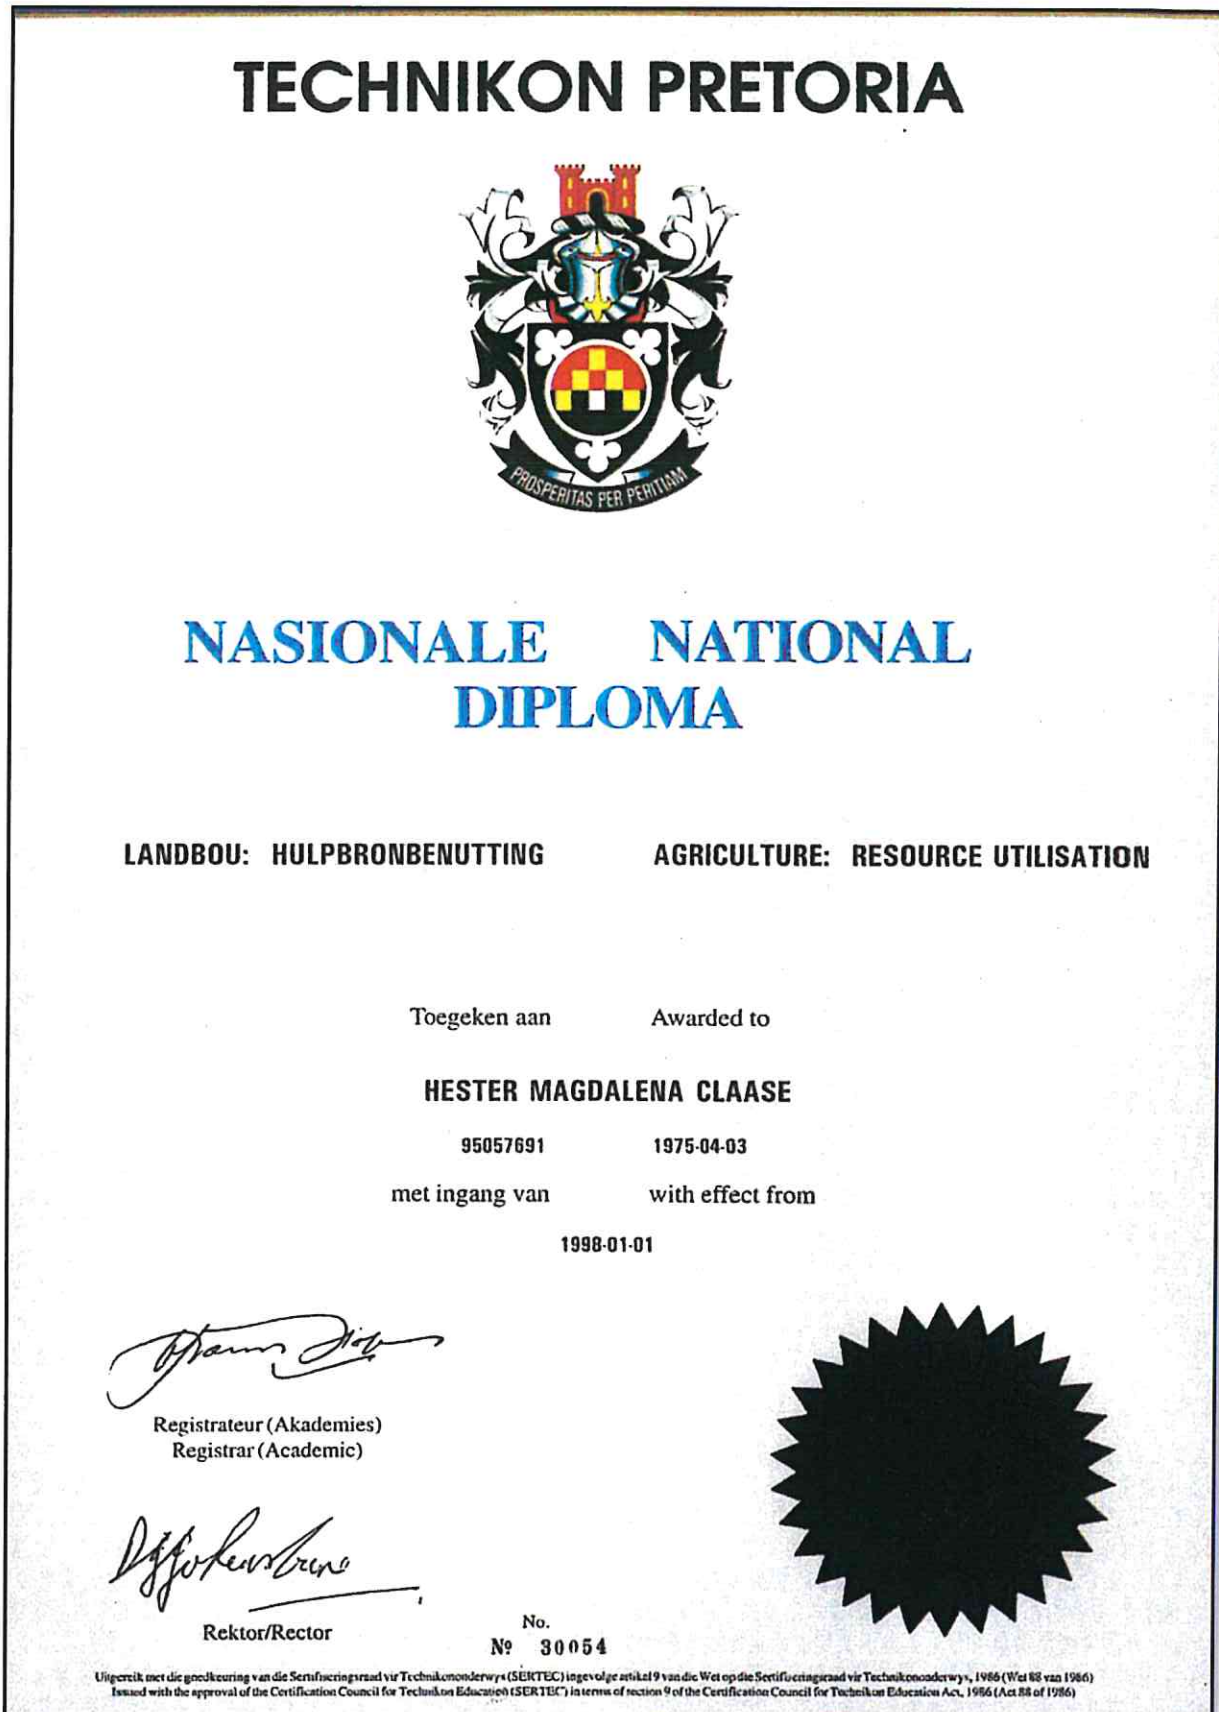 TECHNIKON PRETORIA
PROSPERITAS PER PERITIAM
NASIONALE NATIONAL
DIPLOMA
LANDBOU: HULPBRONBENUTTING AGRICULTURE: RESOURCE UTILISATION
Toegeken aan Awarded to
HESTER MAGDALENA CLAASE
95057691 1975-04-03
met ingang van with effect from
1998-01-01
Registrateur (Akademies)
Registrar (Academic)
Rektor/Rector
No.
Nº 30054
Uitgereik met die goedkeuring van die Sertifiseringsraad vir Technikononderwys (SERTEC) ingevolge artikel 9 van die Wet op die Sertifiseringsraad vir Technikononderwys, 1986 (Wet 88 van 1986)
Issued with the approval of the Certification Council for Technikon Education (SERTEC) in terms of section 9 of the Certification Council for Technikon Education Act, 1986 (Act 88 of 1986)